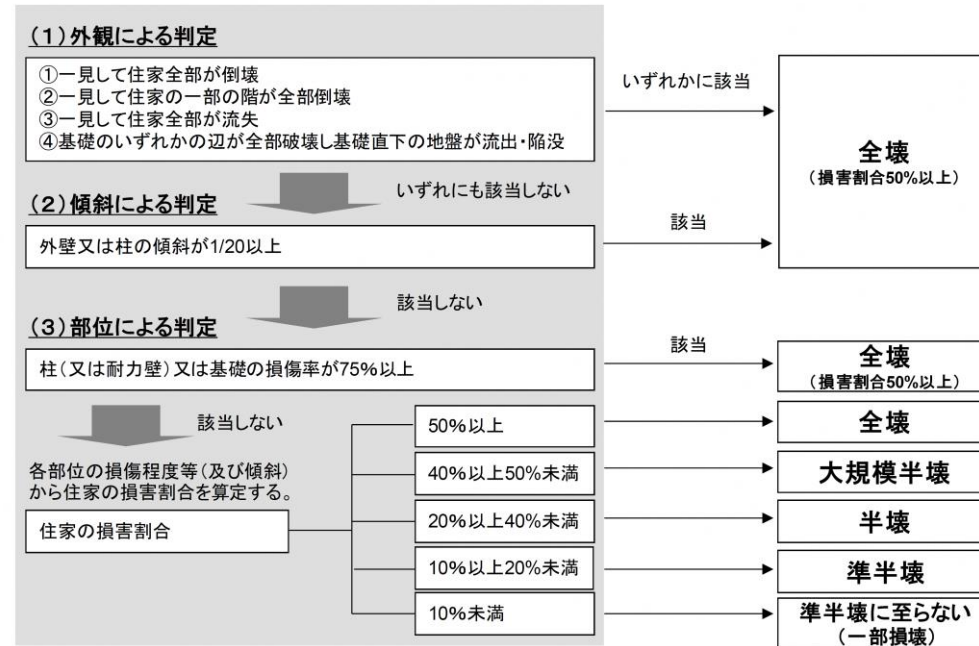 (1)外観による判定
①一見して住家全部が倒壊
②一見して住家の一部の階が全部倒壊
③一見して住家全部が流失
④基礎のいずれかの辺が全部破壊し基礎直下の地盤が流出・陥没
いずれかに該当
全壊
(損害割合50%以上)
いずれにも該当しない
(2)傾斜による判定
外壁又は柱の傾斜が1/20以上
該当
該当しない
(3)部位による判定
柱(又は耐力壁)又は基礎の損傷率が75%以上
該当
全壊
(損害割合50%以上)
該当しない
各部位の損傷程度等(及び傾斜)
から住家の損害割合を算定する。
住家の損害割合
50%以上
全壊
40%以上50%未満
大規模半壊
20%以上40%未満
半壊
10%以上20%未満
準半壊
10%未満
準半壊に至らない
(一部損壊)